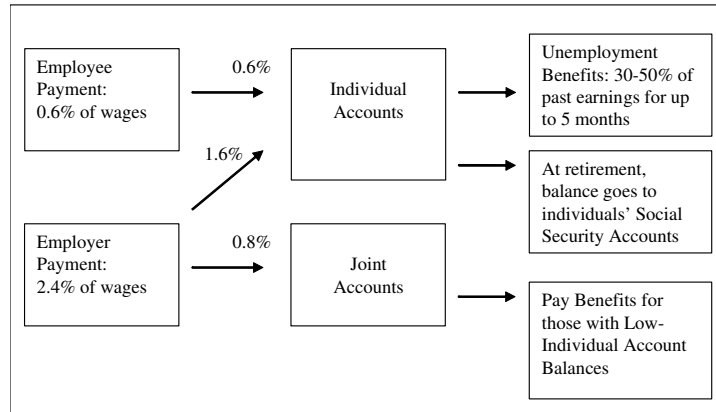 Employee
Payment:
0.6% of wages
0.6%
Individual
Accounts
Unemployment
Benefits: 30-50% of
past earnings for up
to 5 months
1.6%
At retirement,
balance goes to
individuals' Social
Security Accounts
Employer
Payment:
2.4% of wages
0.8%
Joint
Accounts
Pay Benefits for
those with Low-
Individual Account
Balances